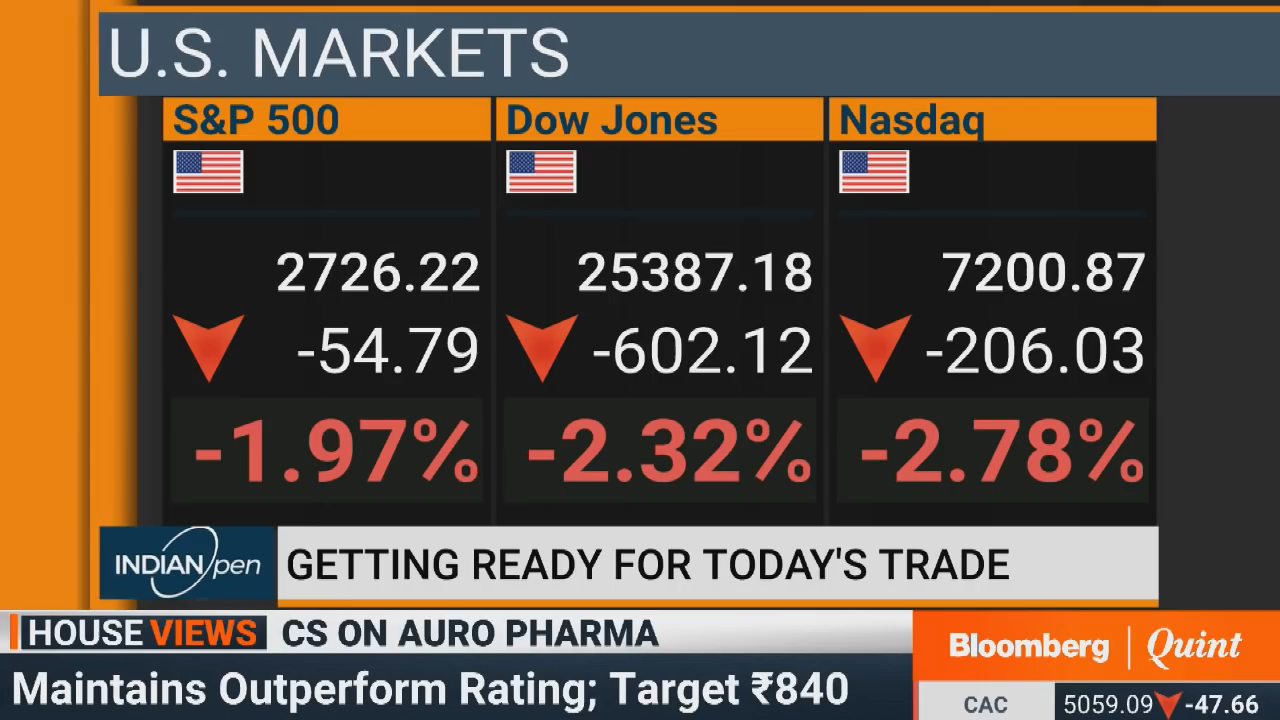 U.S. MARKETS
S&P 500
Dow Jones
Nasdaq
2726.22
25387.18
7200.87
-54.79
-602.12
-206.03
-1.97%
-2.32%
-2.78%
INDIAN Open
GETTING READY FOR TODAY'S TRADE
HOUSE VIEWS CS ON AURO PHARMA
Maintains Outperform Rating; Target ₹840
Bloomberg | Quint
CAC 5059.09 -47.66